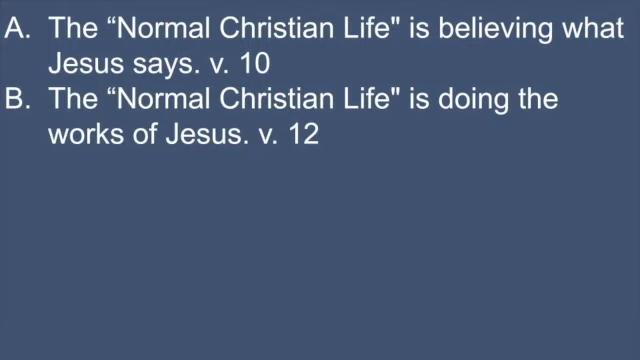 A. The “Normal Christian Life" is believing what
Jesus says. v. 10
B. The “Normal Christian Life" is doing the
works of Jesus. v. 12